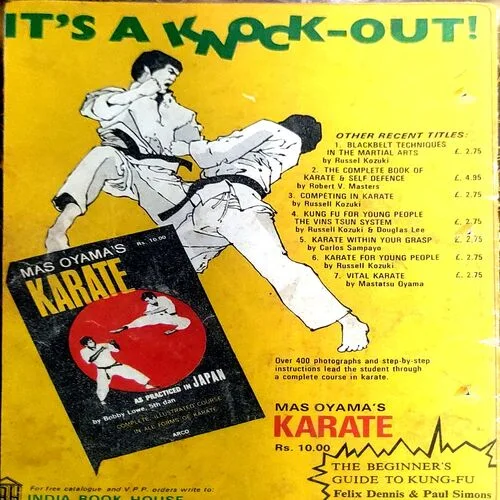 IT'S A KNOCK-OUT!
OTHER RECENT TITLES:
1. BLACKBELT TECHNIQUES
IN THE MARTIAL ARTS £. 2.75
by Russel Kozuki
2. THE COMPLETE BOOK OF
KARATE & SELF DEFENCE £. 4.95
by Robert V. Masters
3. COMPETING IN KARATE £. 2.75
by Russell Kozuki
4. KUNG FU FOR YOUNG PEOPLE
THE VINS TSUN SYSTEM £. 2.75
by Russell Kozuki & Douglas Lee
5. KARATE WITHIN YOUR GRASP £. 2.75
by Carlos Sampayo
6. KARATE FOR YOUNG PEOPLE £. 2.75
by Russell Kozuki.
7. VITAL KARATE £. 2.75
by Mastatsu Oyama
Rs. 10.00
MAS OYAMA'S
KARATE
AS PRACTICED IN JAPAN
by Bobby Lowe, 5th dan
COMPLETE ILLUSTRATED COURSE
IN ALL FORMS OF KARATE
ARCO
Over 400 photographs and step-by-step
instructions lead the student through
a complete course in karate.
MAS OYAMA'S
KARATE
Rs. 10.00
THE BEGINNER'S
GUIDE TO KUNG-FU
Felix Dennis & Paul Simons
For free catalogue and V.P.P. orders write to:
INDIA BOOK HOUSE